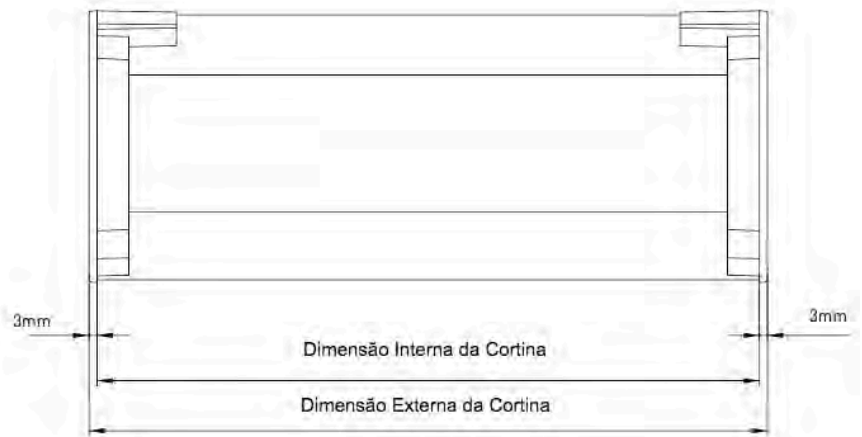 3mm
3mm
Dimensão Interna da Cortina
Dimensão Externa da Cortina